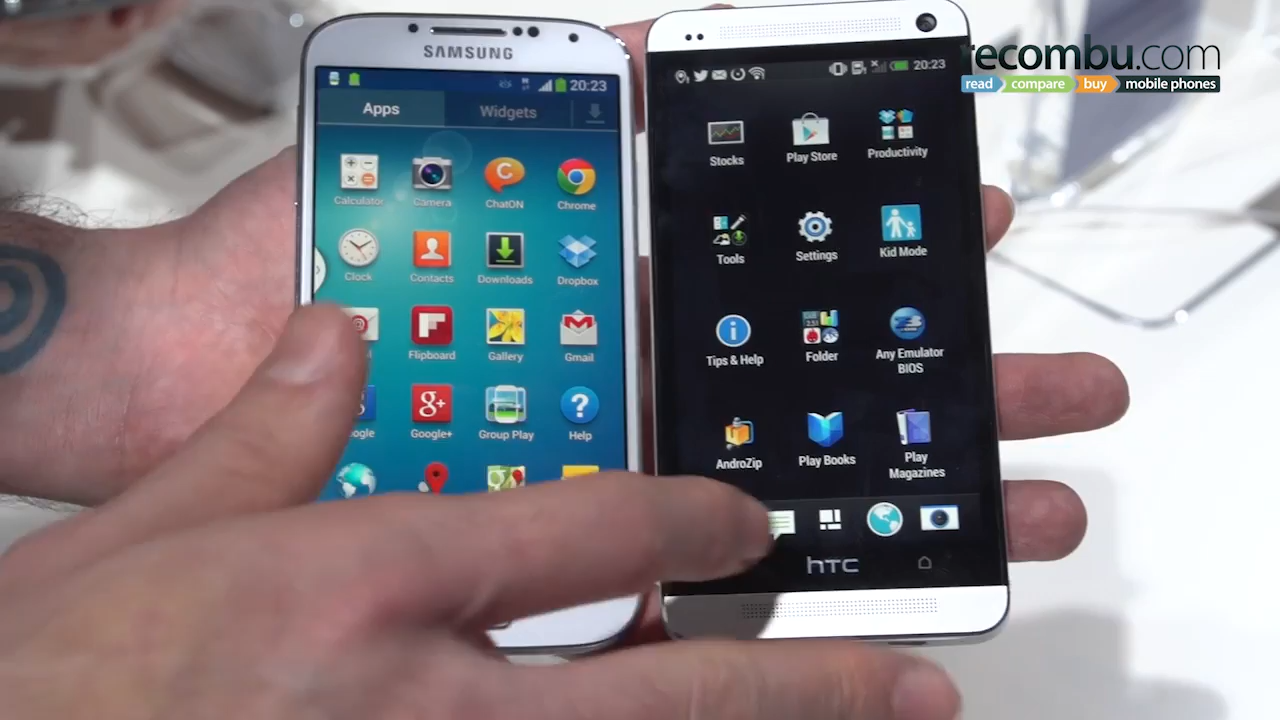 SAMSUNG
20:23
Apps Widgets
Calculator Camera ChatON Chrome
Clock Contacts Downloads Dropbox
Flipboard Gallery Gmail
Google+ Group Play Help
20:23
Stocks Play Store Productivity
Tools Settings Kid Mode
Tips & Help Folder Any Emulator
BIOS
AndroZip Play Books Play
Magazines
hTC
recombu.com
read compare buy mobile phones